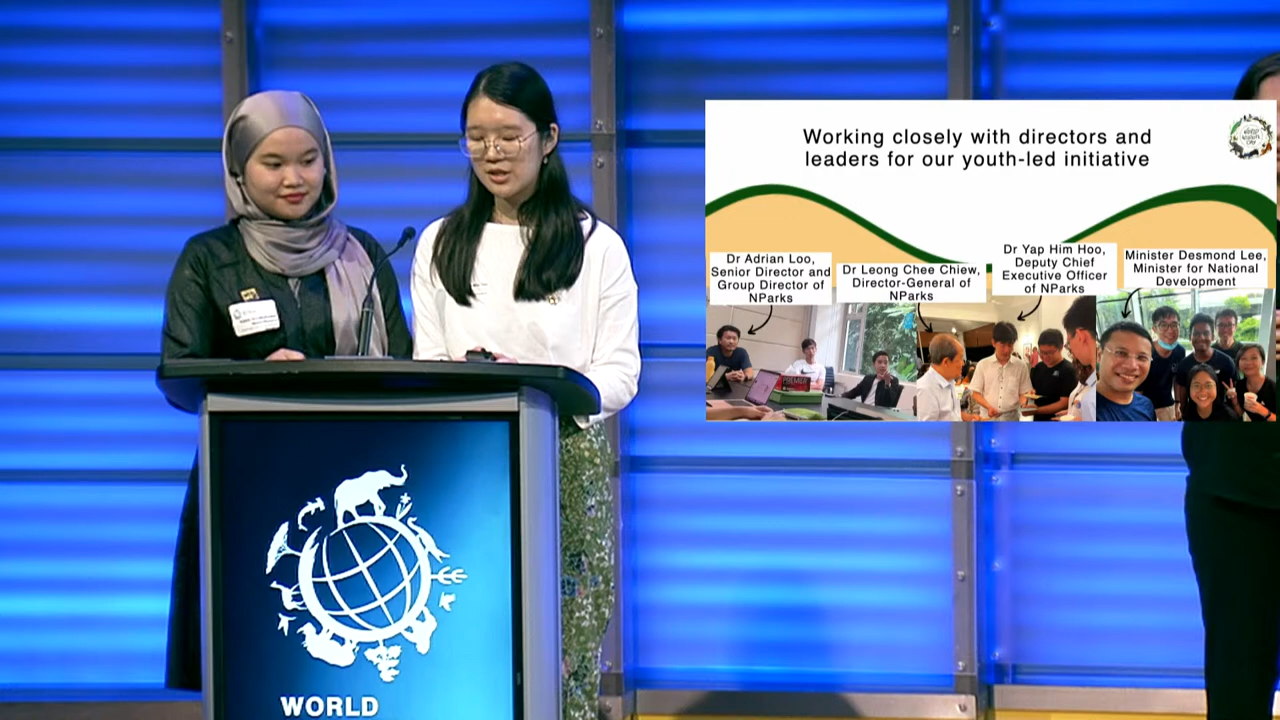 Working closely with directors and
leaders for our youth-led initiative
Dr Adrian Loo,
Senior Director and
Group Director of
NParks
Dr Leong Chee Chiew,
Director-General of
NParks
Dr Yap Him Hoo,
Deputy Chief
Executive Officer
of NParks
Minister Desmond Lee,
Minister for National
Development
WORLD